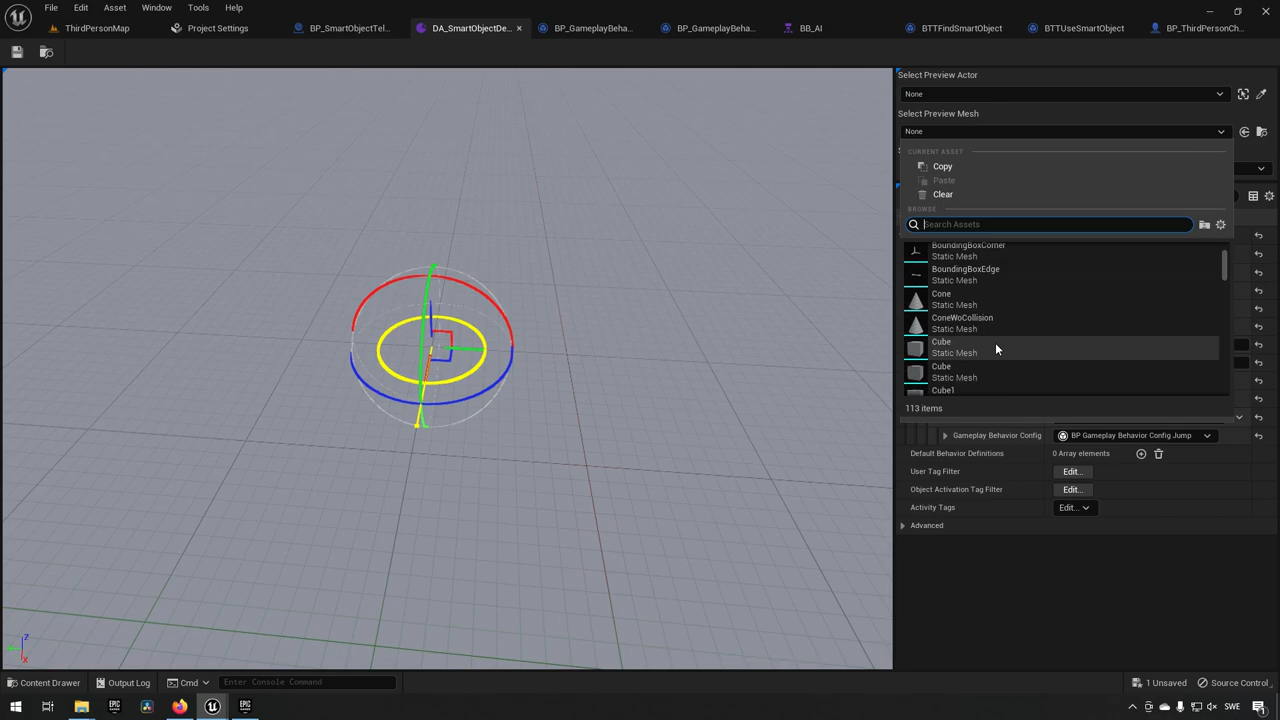 File Edit Asset Window Tools Help
ThirdPersonMap Project Settings BP_SmartObjectTel... DA_SmartObjectDe... BP_GameplayBeha... BP_GameplayBeha... BB_AI BTTFindSmartObject BTTUseSmartObject BP_ThirdPersonCh...
Select Preview Actor
None
Select Preview Mesh
None
CURRENT ASSET
Copy
Paste
Clear
BROWSE
Search Assets
BoundingBoxCorner
Static Mesh
BoundingBoxEdge
Static Mesh
Cone
Static Mesh
ConeWoCollision
Static Mesh
Cube
Static Mesh
Cube
Static Mesh
Cube1
113 items
Gameplay Behavior Config BP Gameplay Behavior Config Jump
Default Behavior Definitions 0 Array elements
User Tag Filter Edit...
Object Activation Tag Filter Edit...
Activity Tags Edit...
Advanced
Z
X
Content Drawer Output Log Cmd Enter Console Command 1 Unsaved Source Control
EPIC EPIC SWE